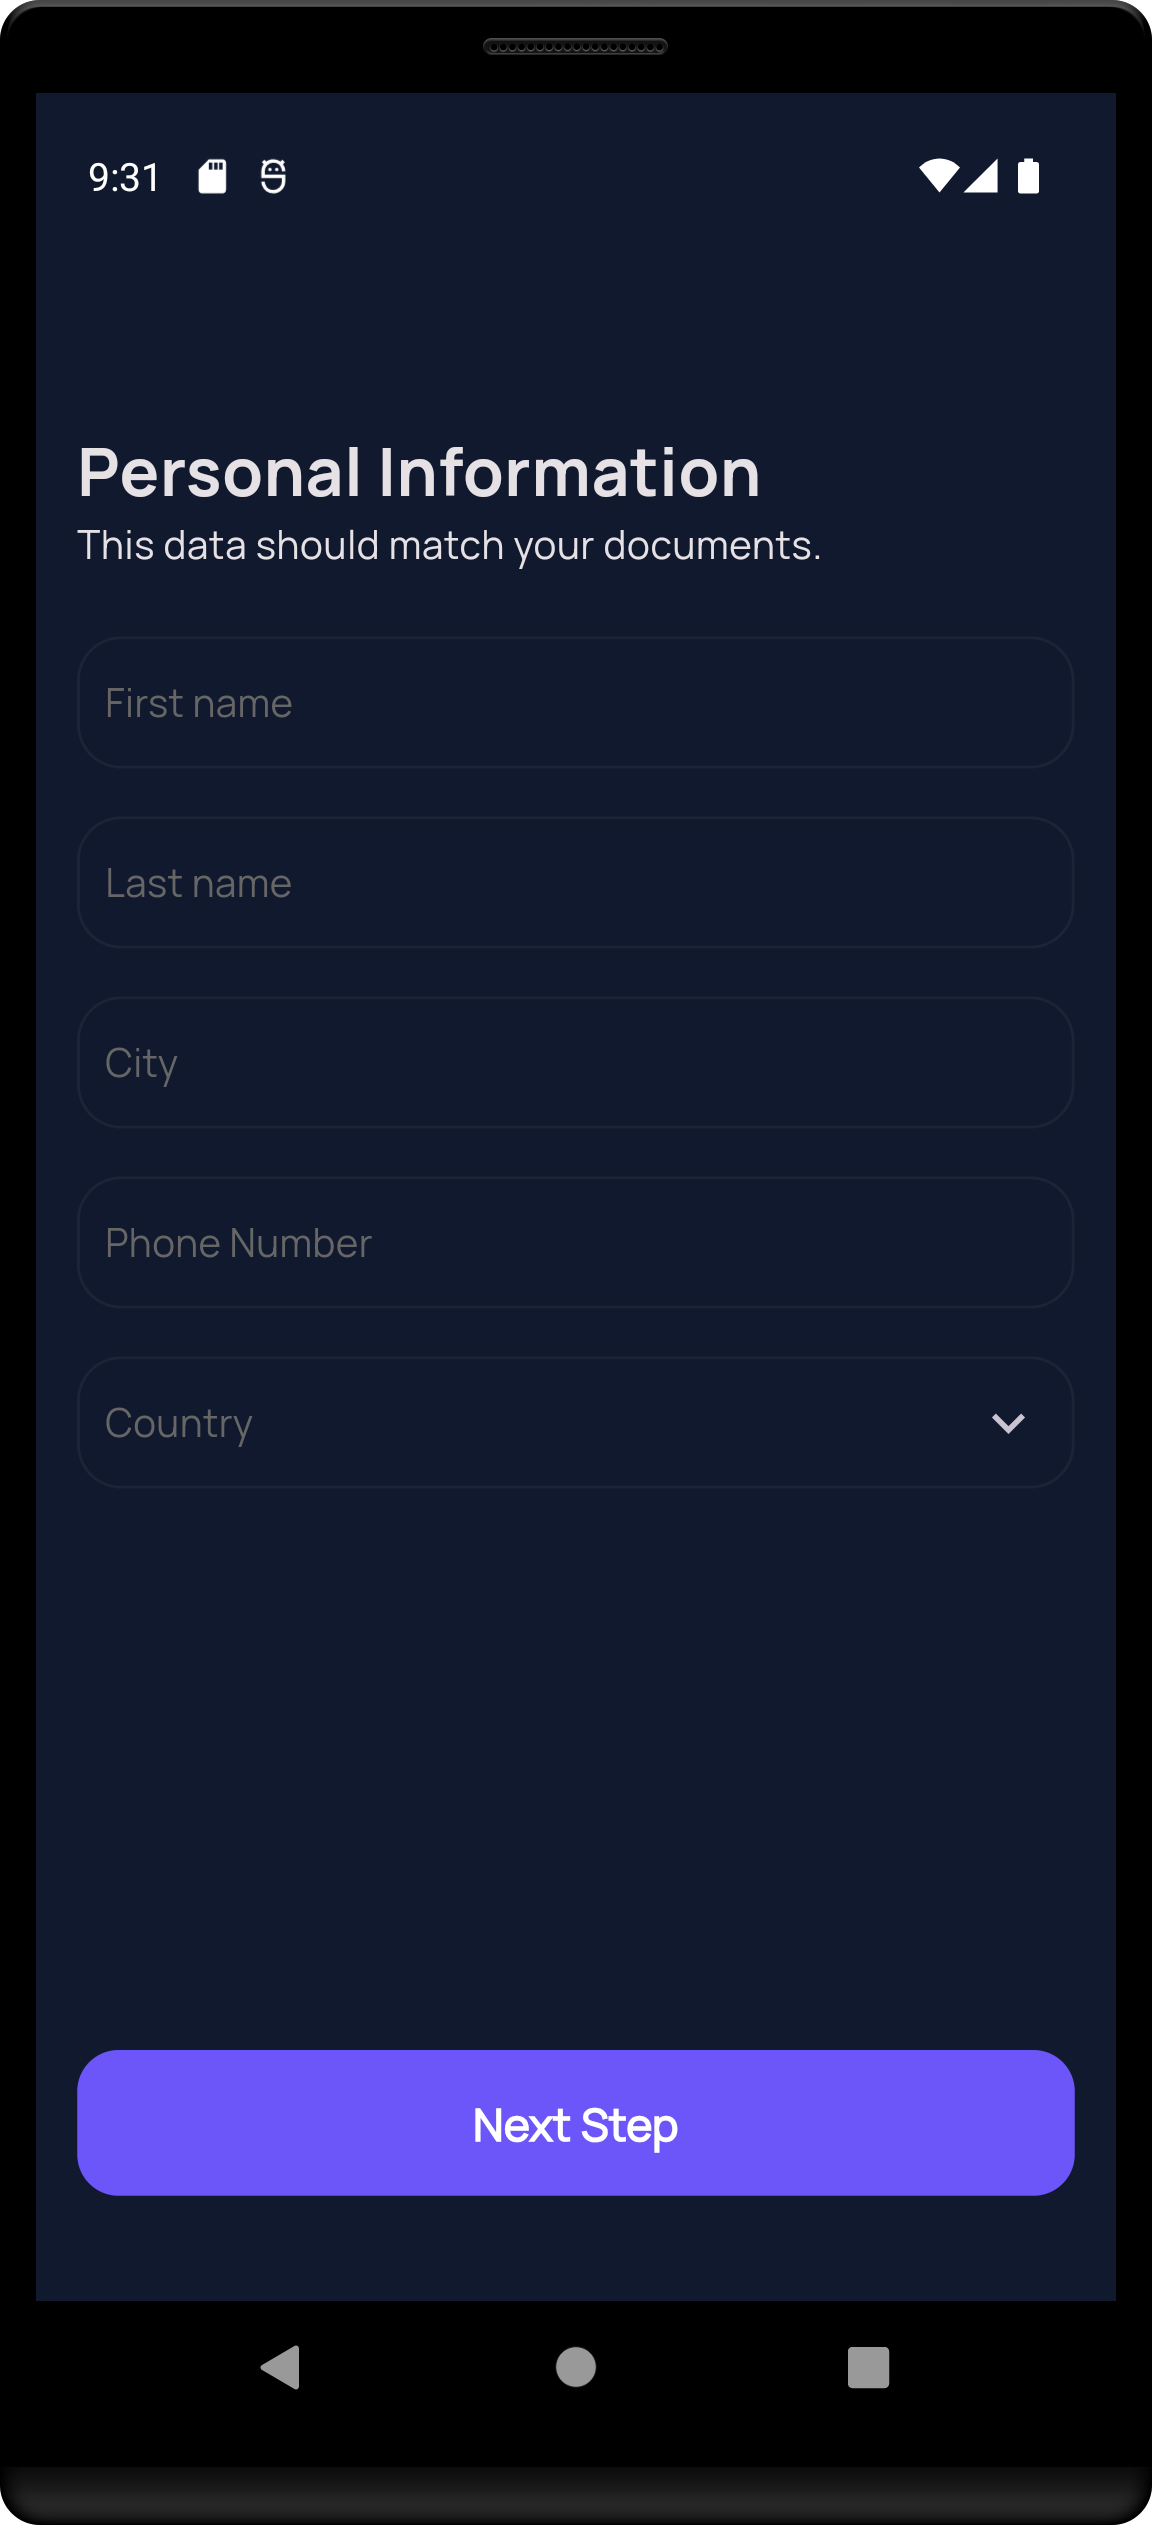 9:31
Personal Information
This data should match your documents.
First name
Last name
City
Phone Number
Country
Next Step